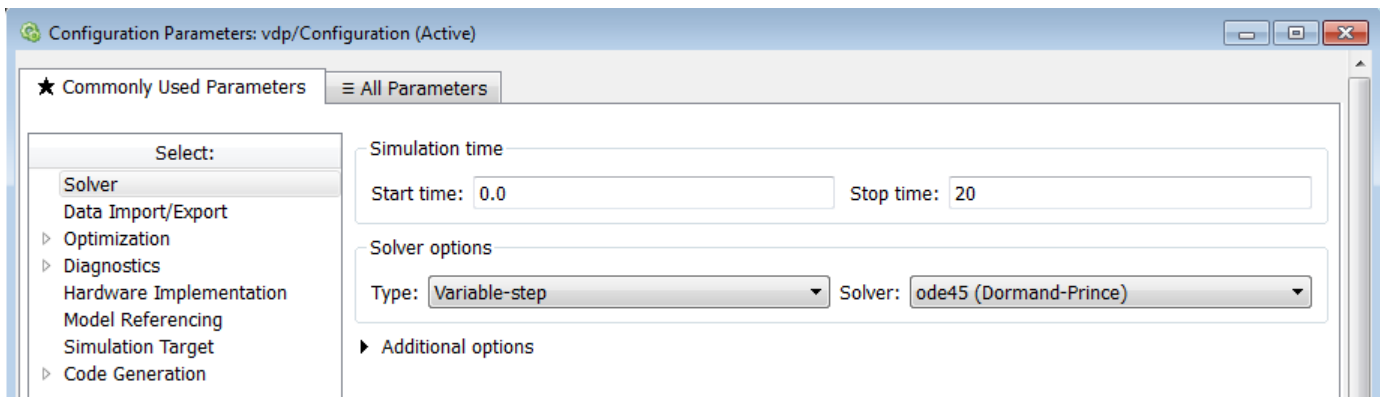 Configuration Parameters: vdp/Configuration (Active)
★ Commonly Used Parameters
≡ All Parameters
Select:
Solver
Data Import/Export
Optimization
Diagnostics
Hardware Implementation
Model Referencing
Simulation Target
Code Generation
Simulation time
Start time: 0.0 Stop time: 20
Solver options
Type: Variable-step Solver: ode45 (Dormand-Prince)
Additional options